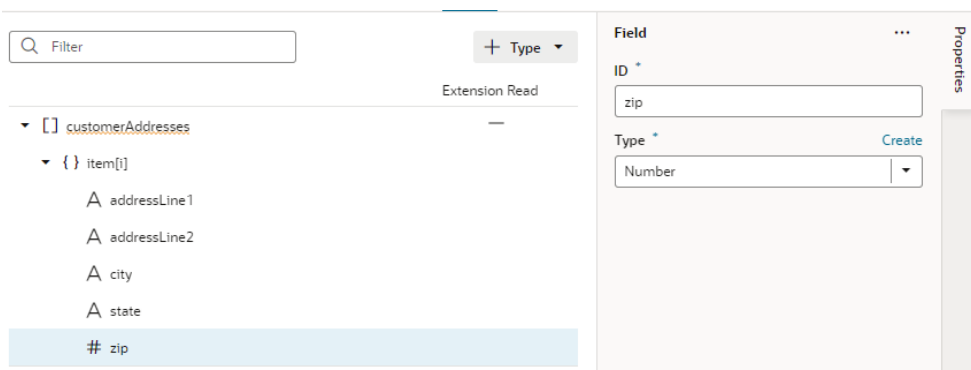 Filter
+ Type
Extension Read
[ ] customerAddresses
{ } item[i]
A addressLine1
A addressLine2
A city
A state
# zip
Field
ID *
zip
Type *
Create
Number
Properties